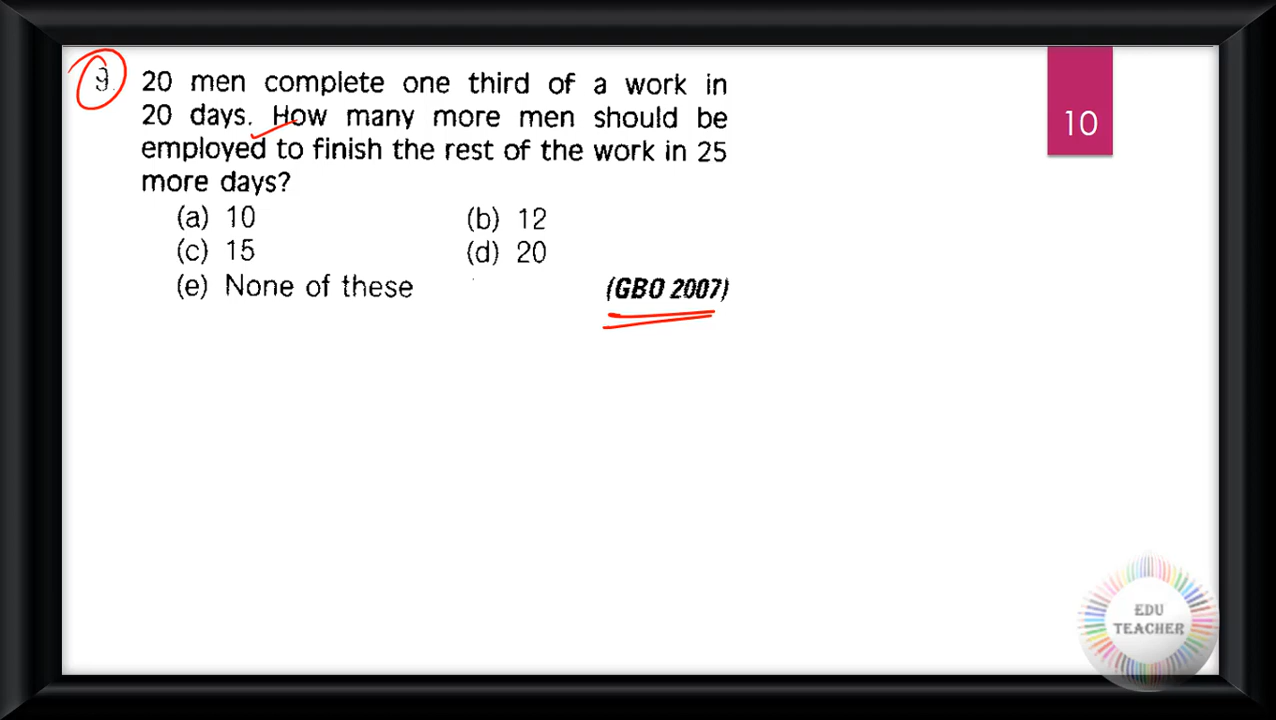 9. 20 men complete one third of a work in
20 days. How many more men should be
employed to finish the rest of the work in 25
more days?
(a) 10 (b) 12
(c) 15 (d) 20
(e) None of these (GBO 2007)
10
EDU
TEACHER